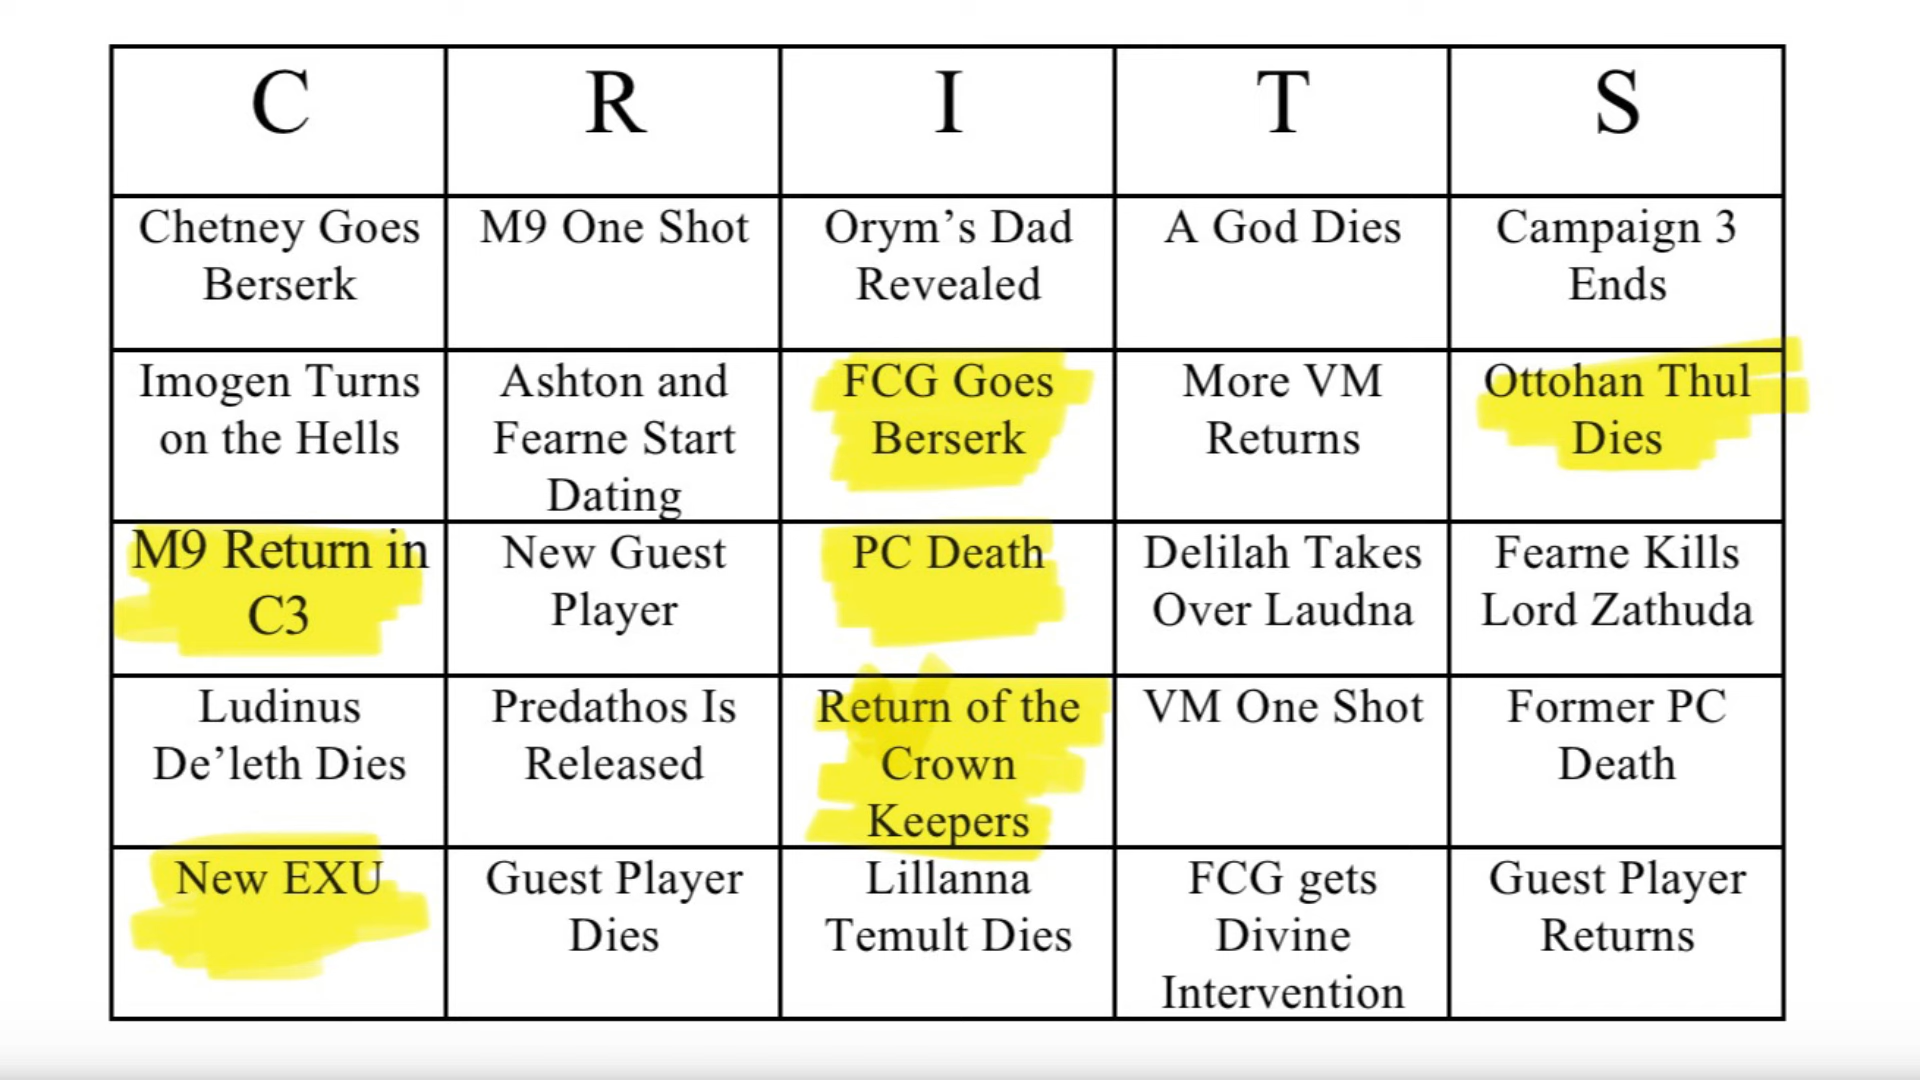 C R I T S
Chetney Goes
Berserk
M9 One Shot
Orym’s Dad
Revealed
A God Dies
Campaign 3
Ends
Imogen Turns
on the Hells
Ashton and
Fearne Start
Dating
FCG Goes
Berserk
More VM
Returns
Ottohan Thul
Dies
M9 Return in
C3
New Guest
Player
PC Death
Delilah Takes
Over Laudna
Fearne Kills
Lord Zathuda
Ludinus
De’leth Dies
Predathos Is
Released
Return of the
Crown
Keepers
VM One Shot
Former PC
Death
New EXU
Guest Player
Dies
Lillanna
Temult Dies
FCG gets
Divine
Intervention
Guest Player
Returns